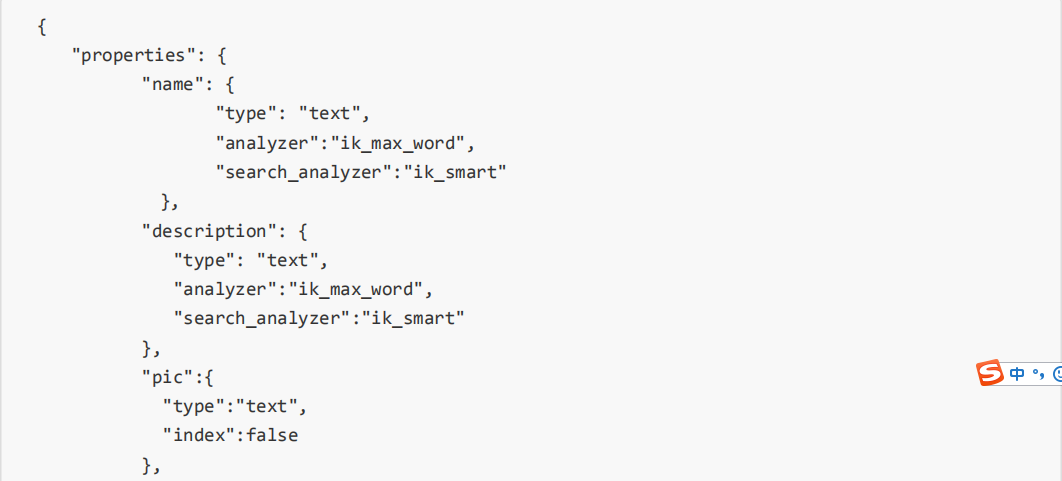 {
"properties": {
"name": {
"type": "text",
"analyzer":"ik_max_word",
"search_analyzer":"ik_smart"
},
"description": {
"type": "text",
"analyzer":"ik_max_word",
"search_analyzer":"ik_smart"
},
"pic":{
"type":"text",
"index":false
},
S 中 °,